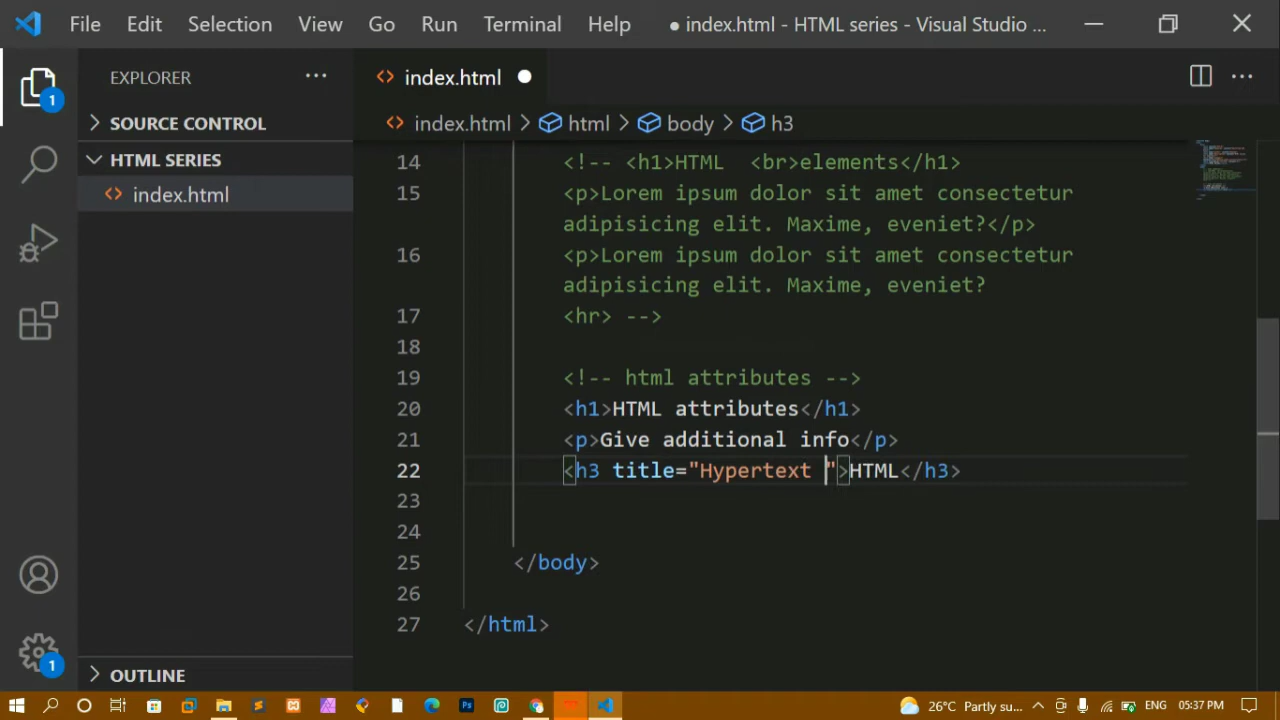 File Edit Selection View Go Run Terminal Help ● index.html - HTML series - Visual Studio ...
EXPLORER ...
index.html ●
SOURCE CONTROL
index.html > html > body > h3
HTML SERIES
index.html
14 <!-- <h1>HTML  <br>elements</h1>
15 <p>Lorem ipsum dolor sit amet consectetur
adipisicing elit. Maxime, eveniet?</p>
16 <p>Lorem ipsum dolor sit amet consectetur
adipisicing elit. Maxime, eveniet?
17 <hr> -->
18
19 <!-- html attributes -->
20 <h1>HTML attributes</h1>
21 <p>Give additional info</p>
22 <h3 title="Hypertext ">HTML</h3>
23
24
25 </body>
26
27 </html>
1
1
OUTLINE
26°C Partly su... ENG 05:37 PM